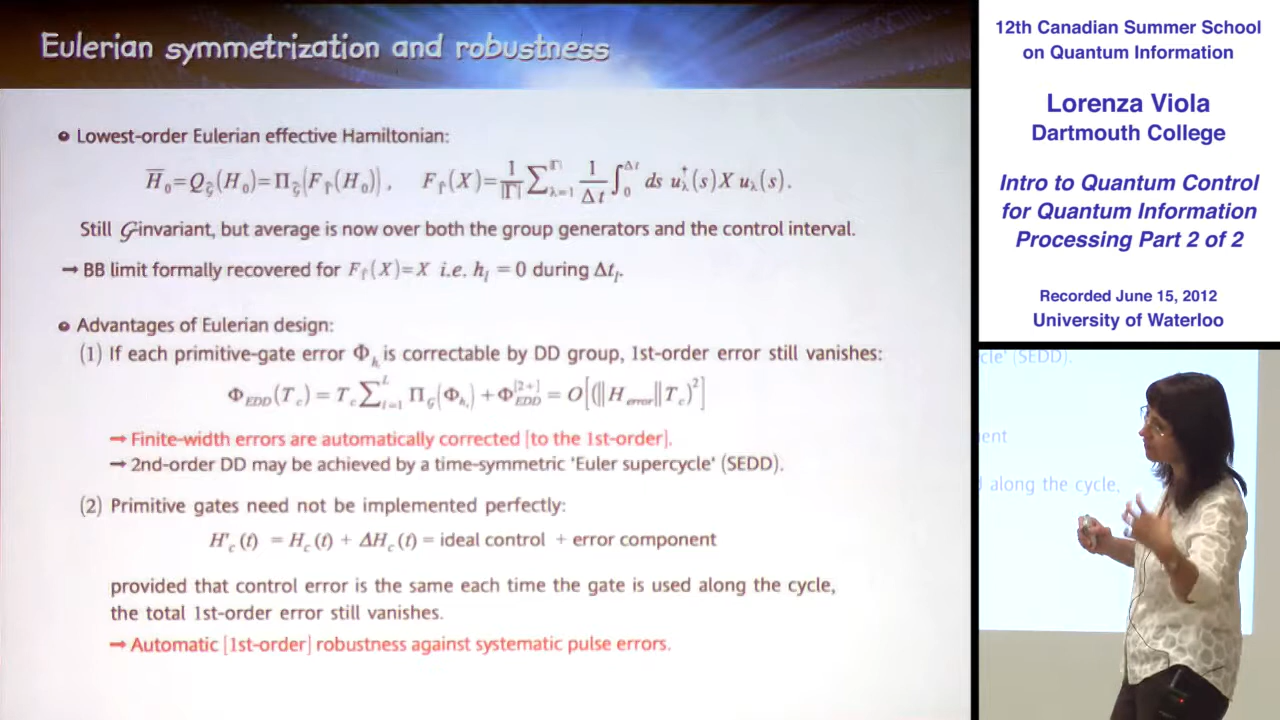 Eulerian symmetrization and robustness
• Lowest-order Eulerian effective Hamiltonian:
H̄₀=Q_Ĝ(H₀)=Π_Ĝ(F_Γ̂(H₀)), F_Γ̂(X)=1/|Γ| ∑_{λ=1}^{|Γ|} 1/Δt ∫₀^{Δt} ds u_λ†(s)X u_λ(s).
Still 𝒢invariant, but average is now over both the group generators and the control interval.
→ BB limit formally recovered for F_Γ̂(X)=X i.e. h_l = 0 during Δt_l.
• Advantages of Eulerian design:
(1) If each primitive-gate error Φ_h is correctable by DD group, 1st-order error still vanishes:
Φ_EDD(T_c) = T_c ∑_{i=1}^{L} Π_𝒢(Φ_{h_i}) + Φ_EDD^{[2+]} = O[(‖H_error‖T_c)²]
→ Finite-width errors are automatically corrected [to the 1st-order].
→ 2nd-order DD may be achieved by a time-symmetric 'Euler supercycle' (SEDD).
(2) Primitive gates need not be implemented perfectly:
H'_c(t) = H_c(t) + ΔH_c(t) = ideal control + error component
provided that control error is the same each time the gate is used along the cycle,
the total 1st-order error still vanishes.
→ Automatic [1st-order] robustness against systematic pulse errors.
12th Canadian Summer School
on Quantum Information
Lorenza Viola
Dartmouth College
Intro to Quantum Control
for Quantum Information
Processing Part 2 of 2
Recorded June 15, 2012
University of Waterloo
cle' (SEDD).
ent
along the cycle,